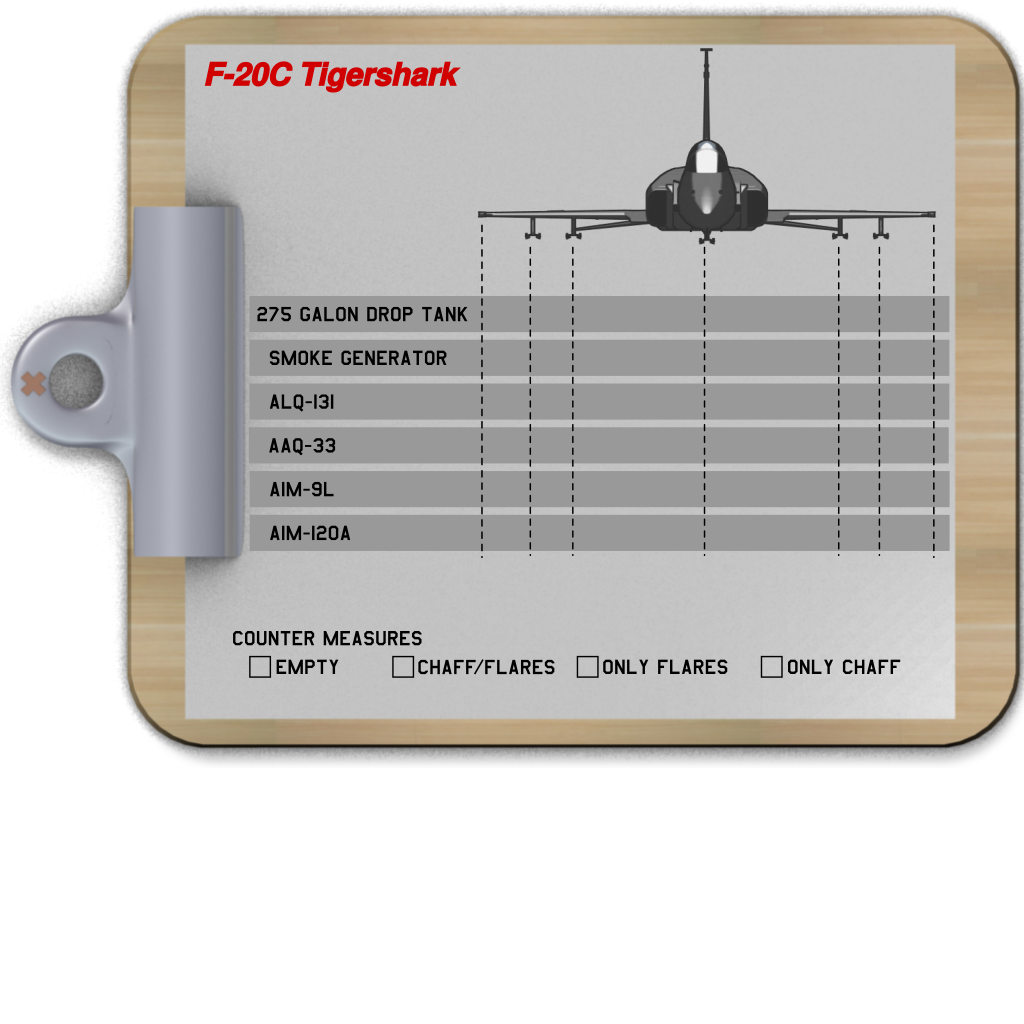 F-20C Tigershark
275 GALON DROP TANK
SMOKE GENERATOR
ALQ-131
AAQ-33
AIM-9L
AIM-120A
COUNTER MEASURES
EMPTY CHAFF/FLARES ONLY FLARES ONLY CHAFF